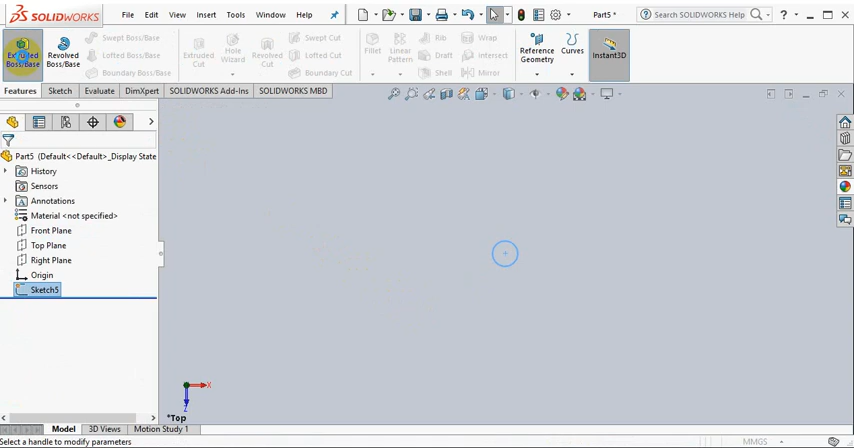 SOLIDWORKS File Edit View Insert Tools Window Help Part5 * Search SOLIDWORKS Help
Extruded Boss/Base
Revolved Boss/Base
Swept Boss/Base
Lofted Boss/Base
Boundary Boss/Base
Extruded Cut
Hole Wizard
Revolved Cut
Swept Cut
Lofted Cut
Boundary Cut
Fillet
Linear Pattern
Rib
Draft
Shell
Wrap
Intersect
Mirror
Reference Geometry
Curves
Instant3D
Features Sketch Evaluate DimXpert SOLIDWORKS Add-Ins SOLIDWORKS MBD
Part5 (Default<<Default>_Display State
History
Sensors
Annotations
Material <not specified>
Front Plane
Top Plane
Right Plane
Origin
Sketch5
X
Z
*Top
Model 3D Views Motion Study 1
Select a handle to modify parameters MMGS